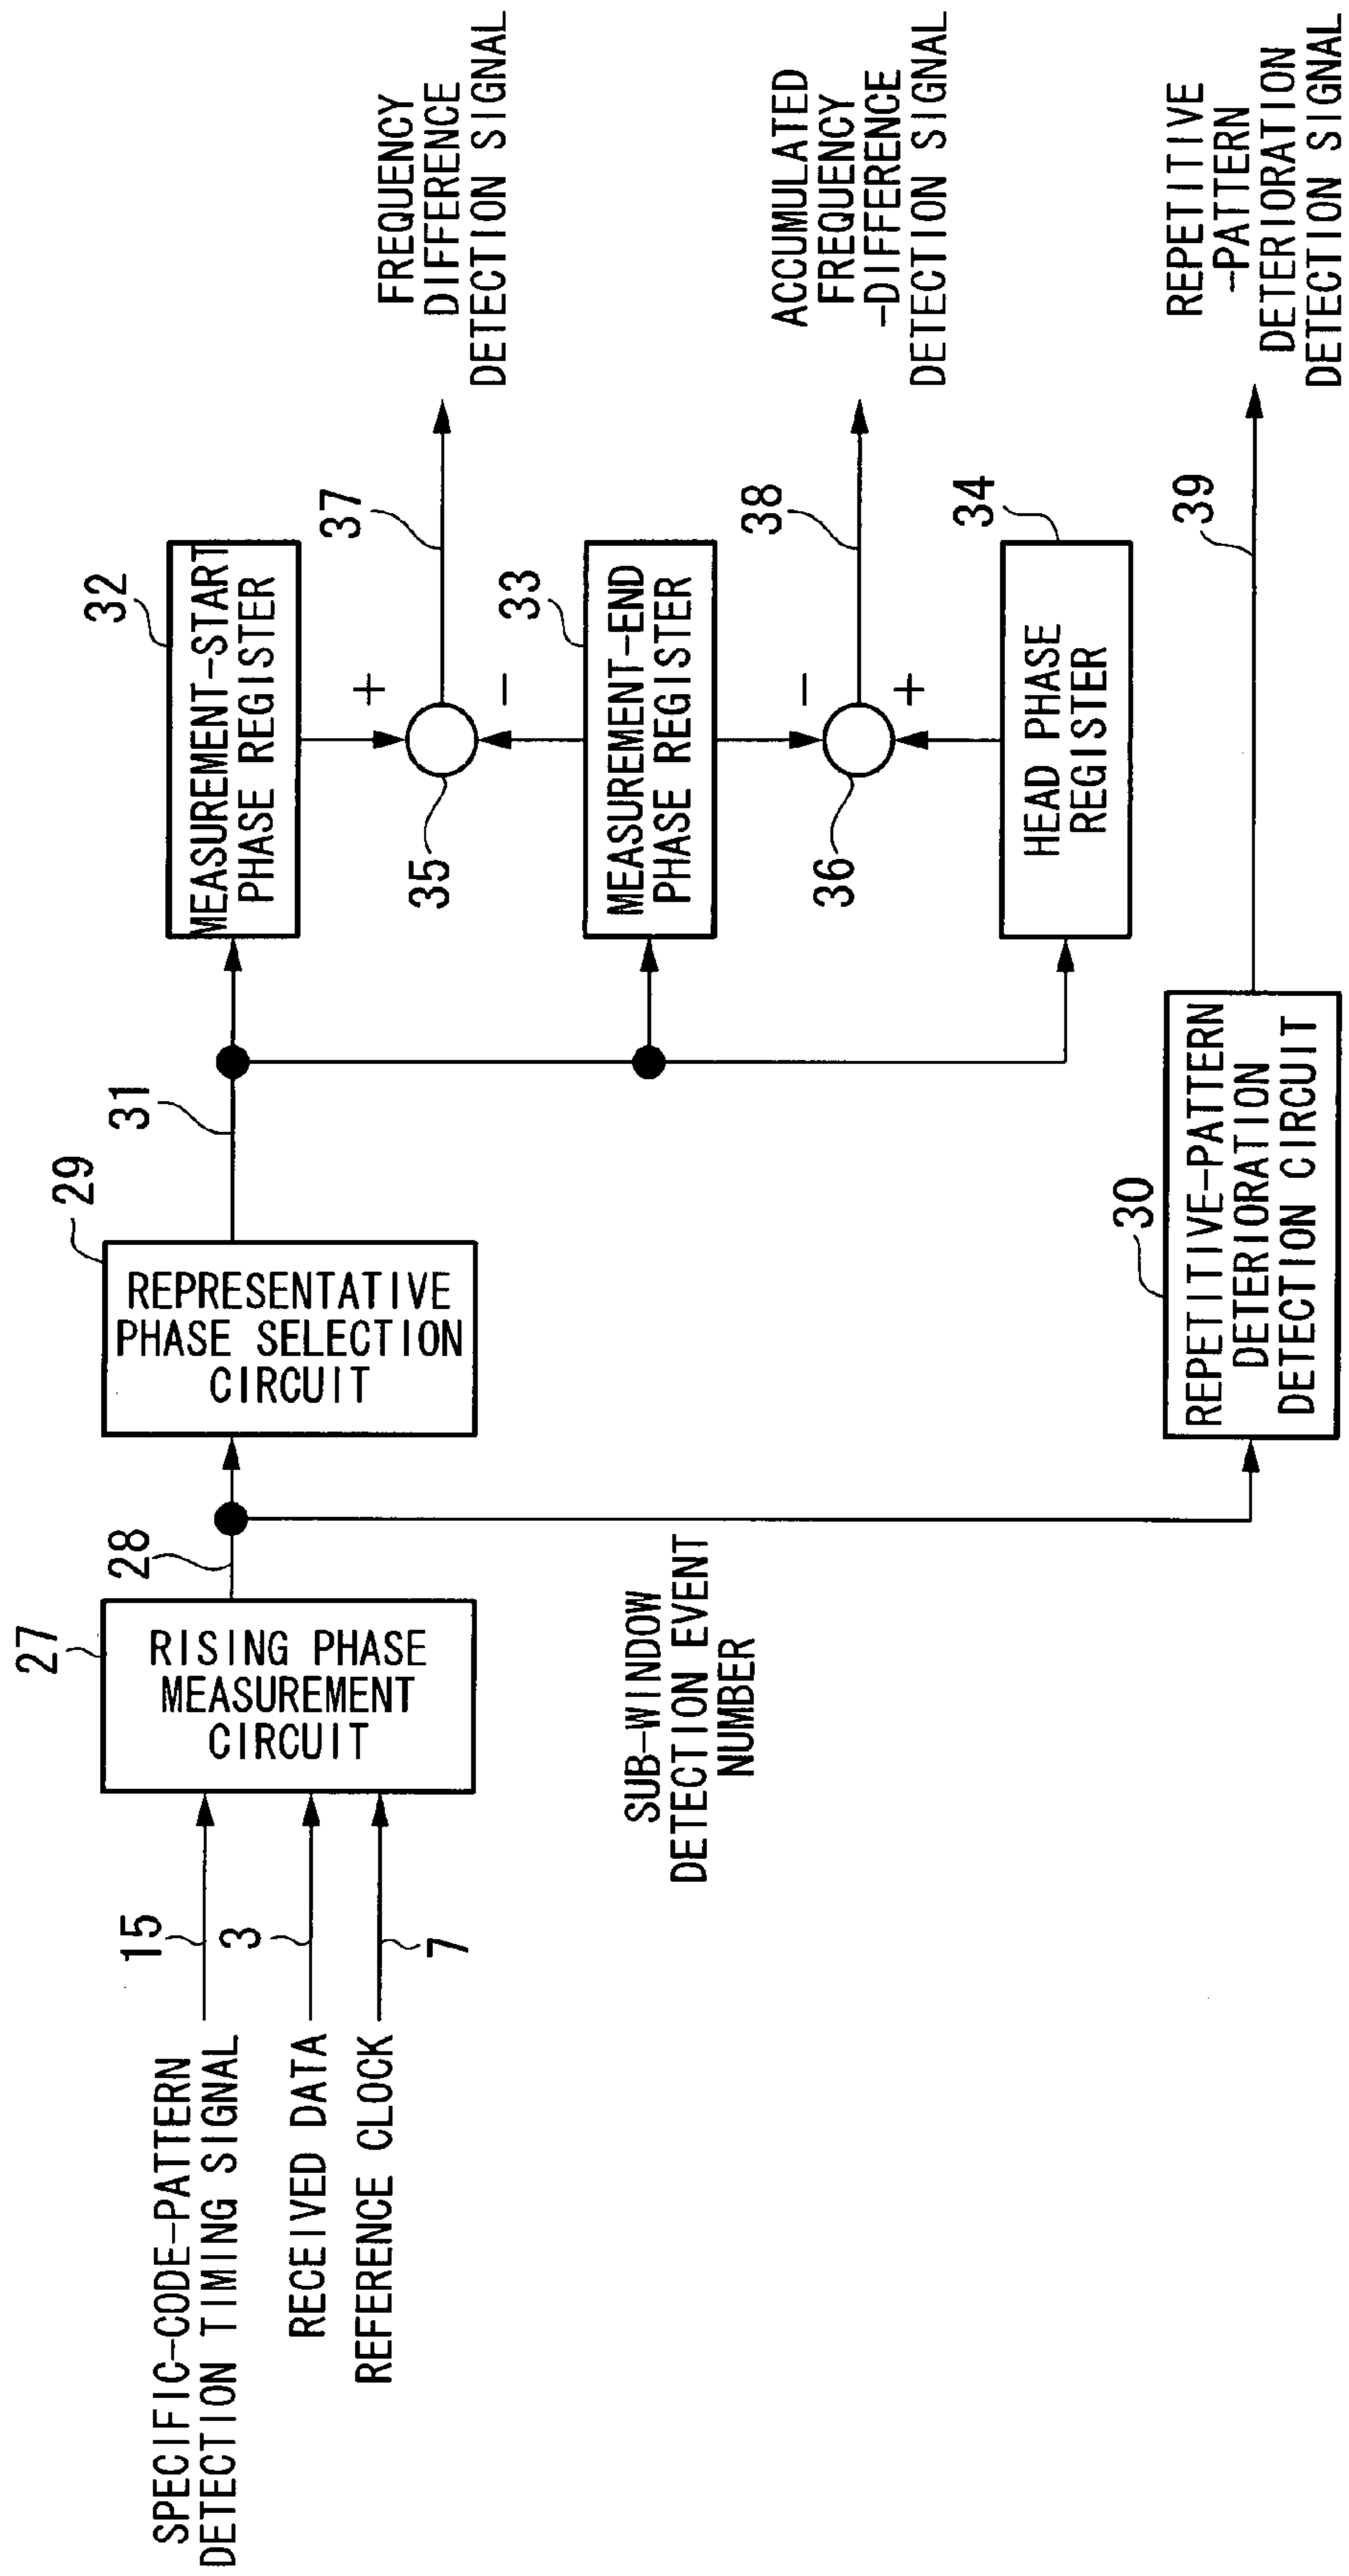 SPECIFIC-CODE-PATTERN
DETECTION TIMING SIGNAL
15
RECEIVED DATA
3
REFERENCE CLOCK
7
27
RISING PHASE
MEASUREMENT
CIRCUIT
28
SUB-WINDOW
DETECTION EVENT
NUMBER
29
REPRESENTATIVE
PHASE SELECTION
CIRCUIT
31
30
REPETITIVE-PATTERN
DETERIORATION
DETECTION CIRCUIT
32
MEASUREMENT-START
PHASE REGISTER
+
35
−
37
33
MEASUREMENT-END
PHASE REGISTER
−
36
+
38
34
HEAD PHASE
REGISTER
39
FREQUENCY
DIFFERENCE
DETECTION SIGNAL
ACCUMULATED
FREQUENCY
-DIFFERENCE
DETECTION SIGNAL
REPETITIVE
-PATTERN
DETERIORATION
DETECTION SIGNAL